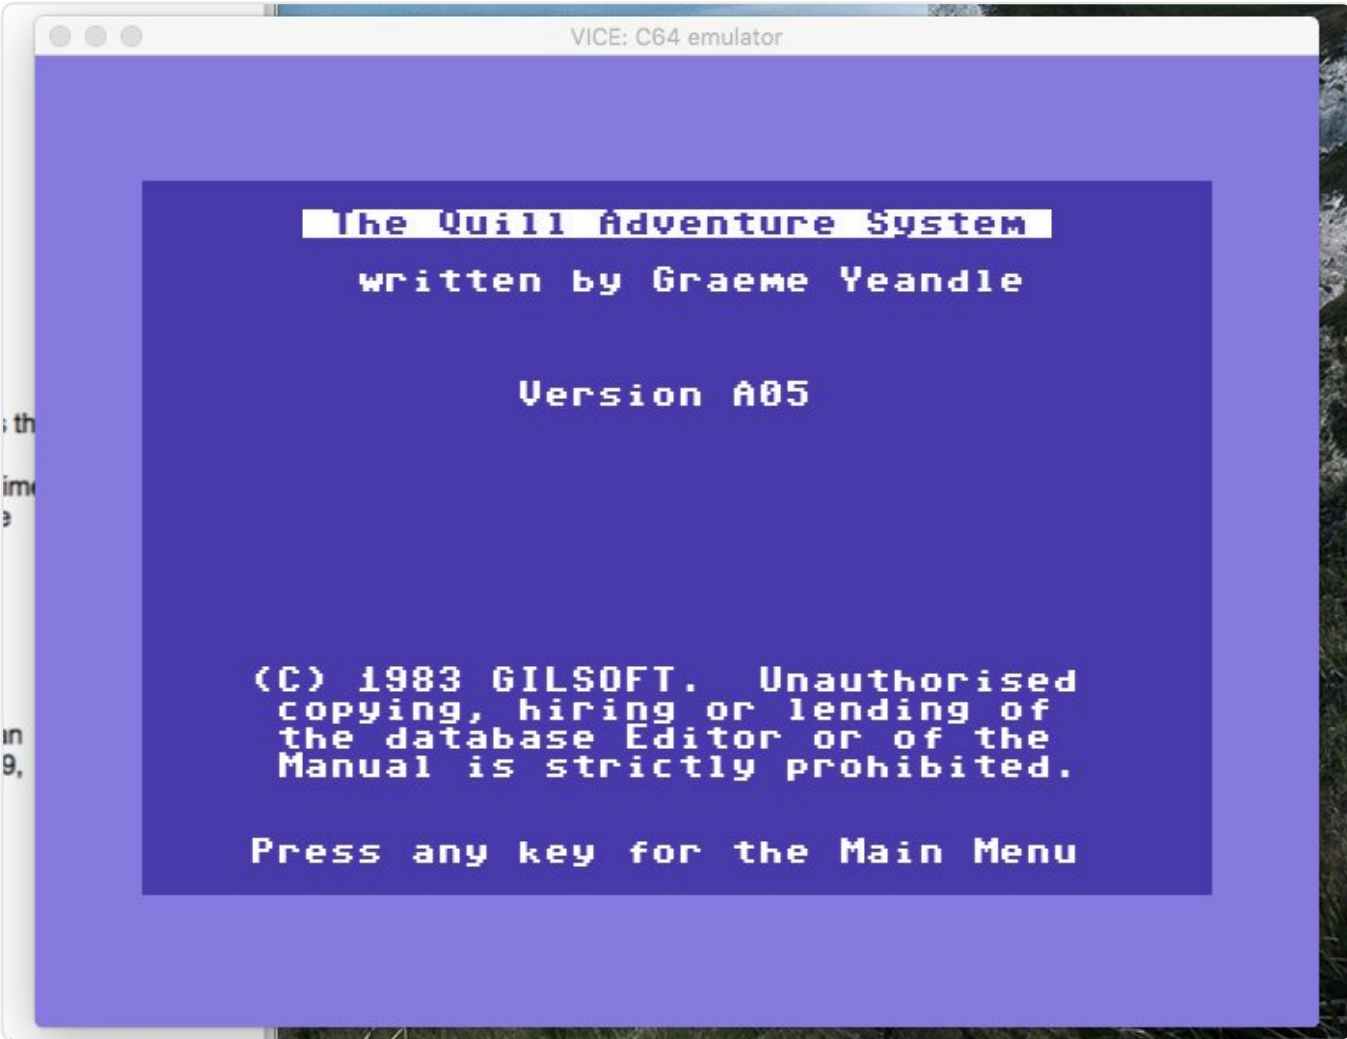 VICE: C64 emulator
The Quill Adventure System
written by Graeme Yeandle
Version A05
(C) 1983 GILSOFT.  Unauthorised
copying, hiring or lending of
the database Editor or of the
Manual is strictly prohibited.
Press any key for the Main Menu